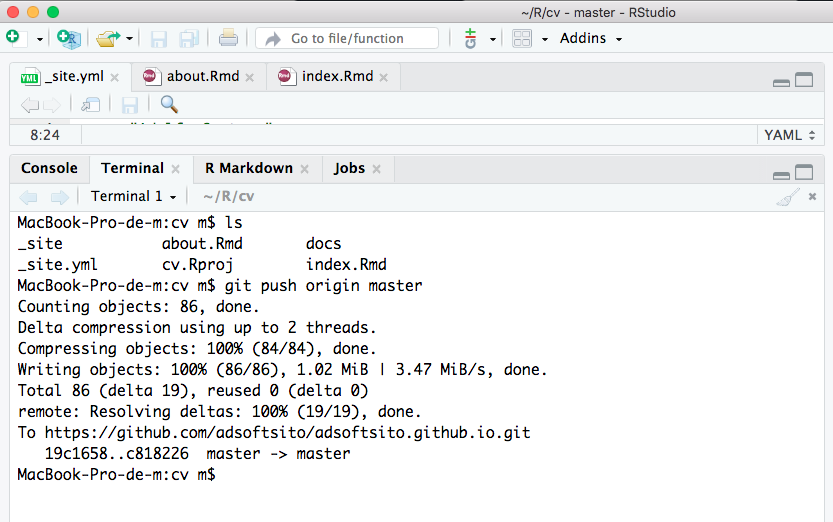 ~/R/cv - master - RStudio
Go to file/function
Addins
_site.yml
about.Rmd
index.Rmd
8:24
YAML
Console
Terminal
R Markdown
Jobs
Terminal 1
~/R/cv
MacBook-Pro-de-m:cv m$ ls
_site about.Rmd docs
_site.yml cv.Rproj index.Rmd
MacBook-Pro-de-m:cv m$ git push origin master
Counting objects: 86, done.
Delta compression using up to 2 threads.
Compressing objects: 100% (84/84), done.
Writing objects: 100% (86/86), 1.02 MiB | 3.47 MiB/s, done.
Total 86 (delta 19), reused 0 (delta 0)
remote: Resolving deltas: 100% (19/19), done.
To https://github.com/adsoftsito/adsoftsito.github.io.git
19c1658..c818226 master -> master
MacBook-Pro-de-m:cv m$